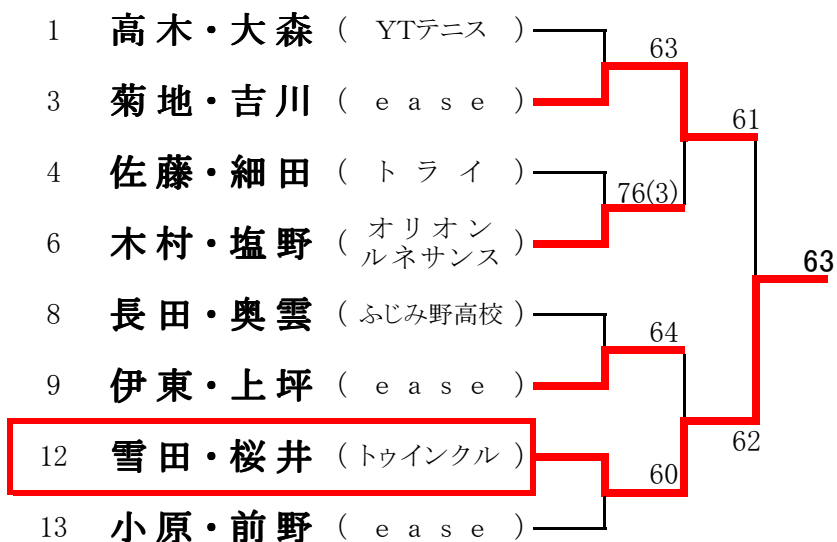 1 高木・大森 ( YTテニス )
63
3 菊地・吉川 ( ease )
61
4 佐藤・細田 ( トライ )
76(3)
6 木村・塩野 ( オリオン
ルネサンス )
63
8 長田・奥雲 ( ふじみ野高校 )
64
9 伊東・上坪 ( ease )
62
12 雪田・桜井 ( トゥインクル )
60
13 小原・前野 ( ease )